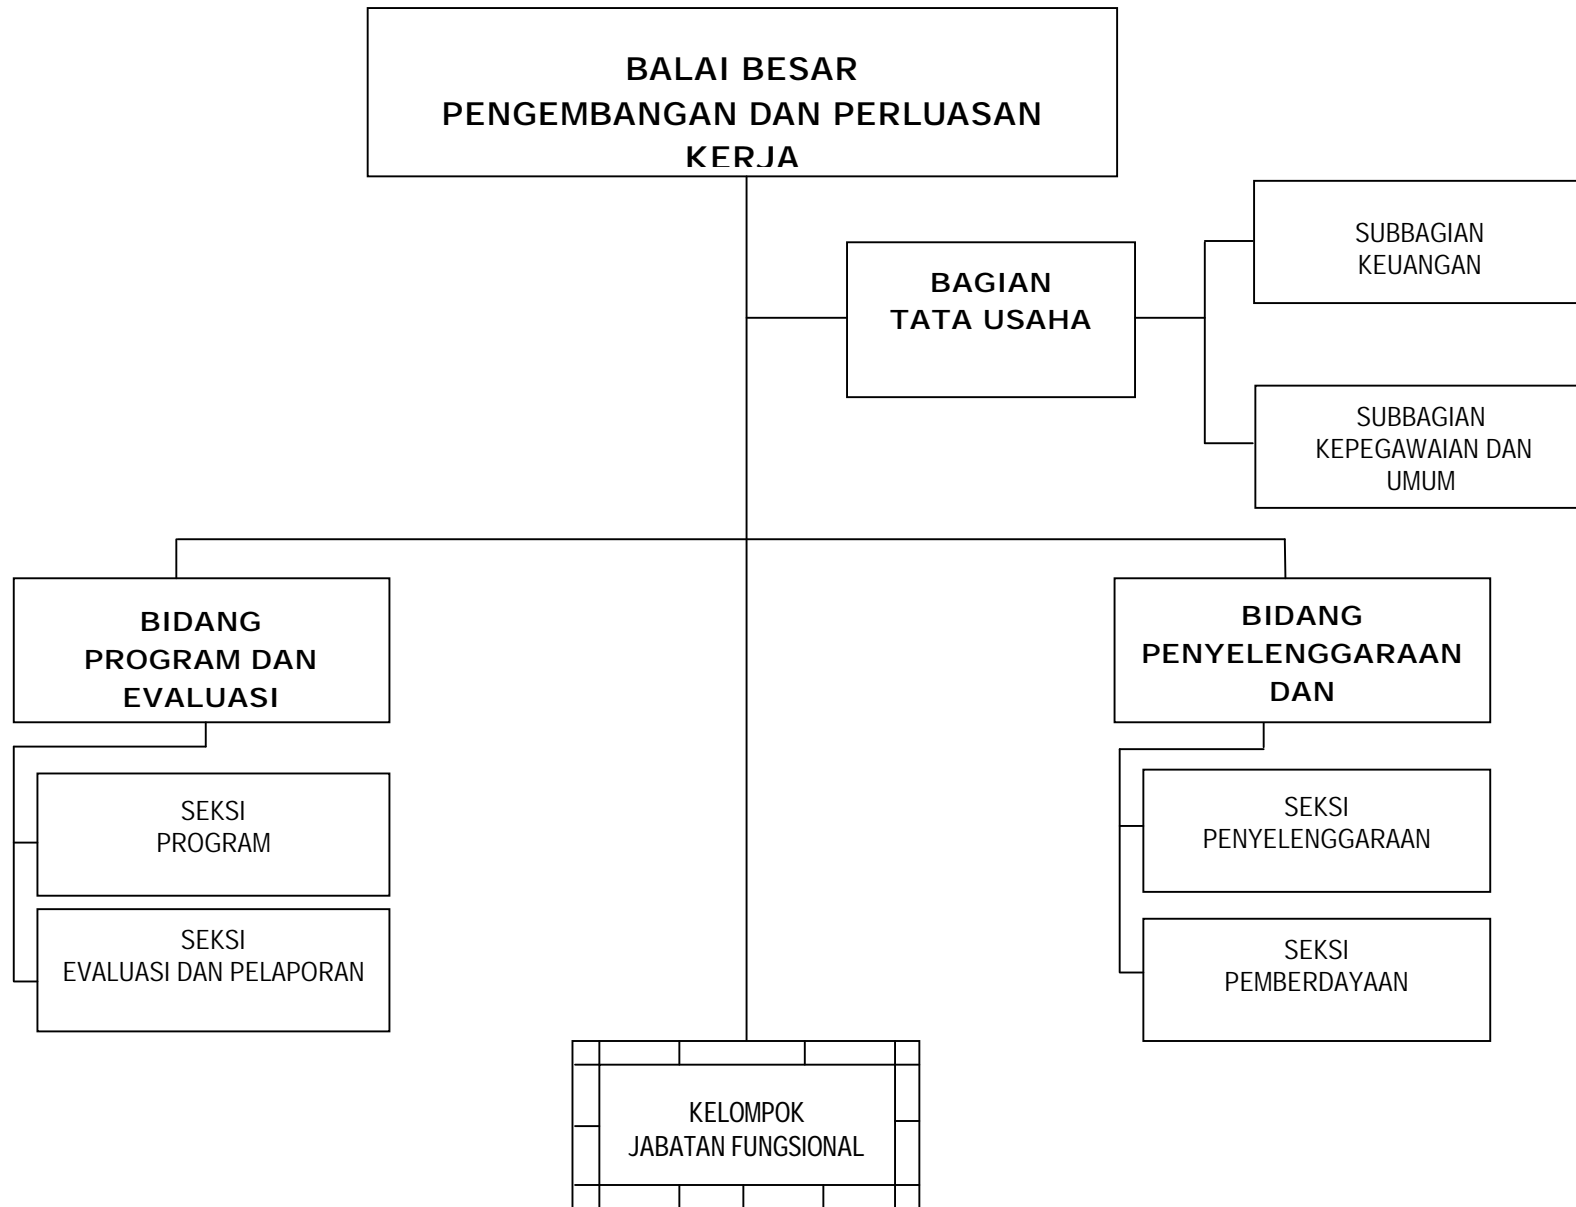 BALAI BESAR
PENGEMBANGAN DAN PERLUASAN
KERJA
SUBBAGIAN
KEUANGAN
BAGIAN
TATA USAHA
SUBBAGIAN
KEPEGAWAIAN DAN
UMUM
BIDANG
PROGRAM DAN
EVALUASI
BIDANG
PENYELENGGARAAN
DAN
SEKSI
PROGRAM
SEKSI
EVALUASI DAN PELAPORAN
SEKSI
PENYELENGGARAAN
SEKSI
PEMBERDAYAAN
KELOMPOK
JABATAN FUNGSIONAL